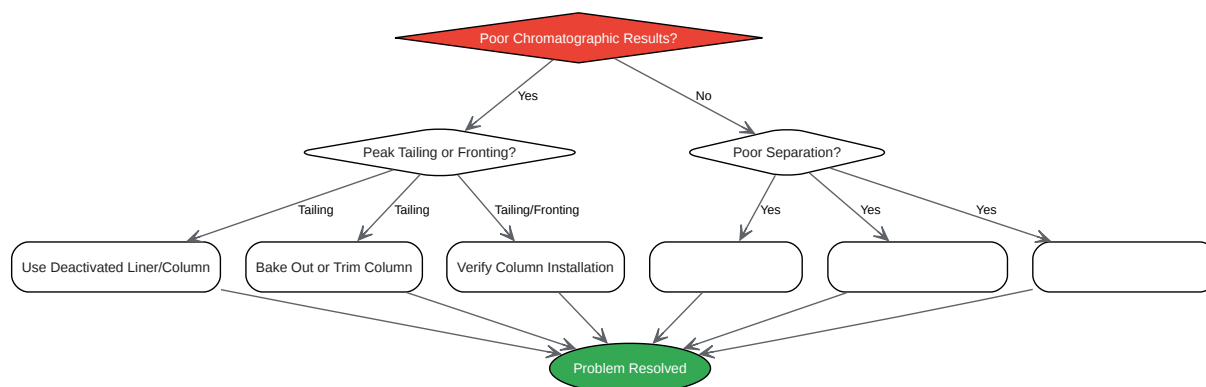 Poor Chromatographic Results?
Yes
No
Peak Tailing or Fronting?
Poor Separation?
Tailing
Tailing
Tailing/Fronting
Yes
Yes
Yes
Use Deactivated Liner/Column
Bake Out or Trim Column
Verify Column Installation
Problem Resolved